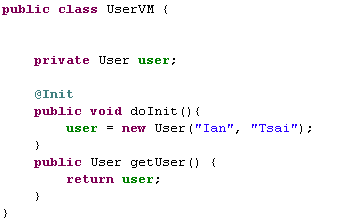 public class UserVM {
private User user;
@Init
public void doInit(){
user = new User("Ian", "Tsai");
}
public User getUser() {
return user;
}
}